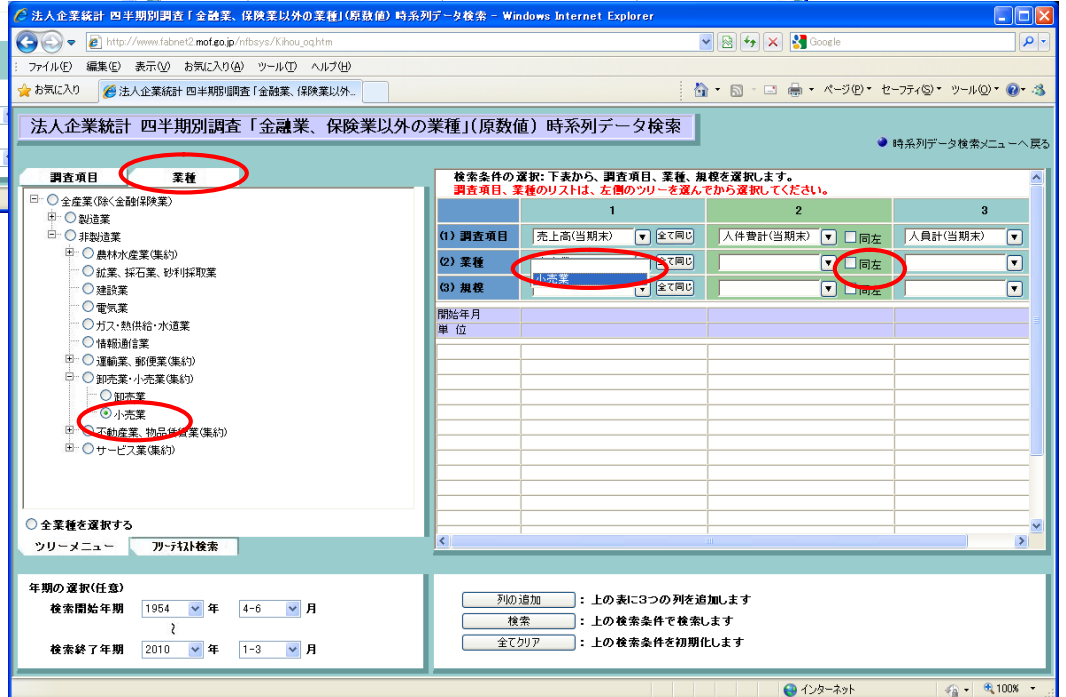 法人企業統計 四半期別調査「金融業、保険業以外の業種」(原数値) 時系列データ検索 - Windows Internet Explorer
http://www.fabnet2.mof.go.jp/nfbsys/Kihou_oq.htm
Google
ファイル(F) 編集(E) 表示(V) お気に入り(A) ツール(T) ヘルプ(H)
お気に入り 法人企業統計 四半期別調査「金融業、保険業以外... ページ(P) セーフティ(S) ツール(O)
法人企業統計 四半期別調査「金融業、保険業以外の業種」(原数値) 時系列データ検索
時系列データ検索メニューへ戻る
調査項目 業種
全産業(除く金融保険業)
製造業
非製造業
農林水産業(集約)
鉱業、採石業、砂利採取業
建設業
電気業
ガス・熱供給・水道業
情報通信業
運輸業、郵便業(集約)
卸売業・小売業(集約)
卸売業
小売業
不動産業、物品賃貸業(集約)
サービス業(集約)
全業種を選択する
ツリーメニュー フリーテキスト検索
検索条件の選択: 下表から、調査項目、業種、規模を選択します。
調査項目、業種のリストは、左側のツリーを選んでから選択してください。
1 2 3
(1) 調査項目 売上高(当期末) 全て同じ 人件費計(当期末) 同左 人員計(当期末)
(2) 業種 全て同じ 同左
小売業
(3) 規模 全て同じ 同左
開始年月
単 位
年期の選択(任意)
検索開始年期 1954 年 4-6 月
~
検索終了年期 2010 年 1-3 月
列の追加 : 上の表に3つの列を追加します
検索 : 上の検索条件で検索します
全てクリア : 上の検索条件を初期化します
インターネット 100%